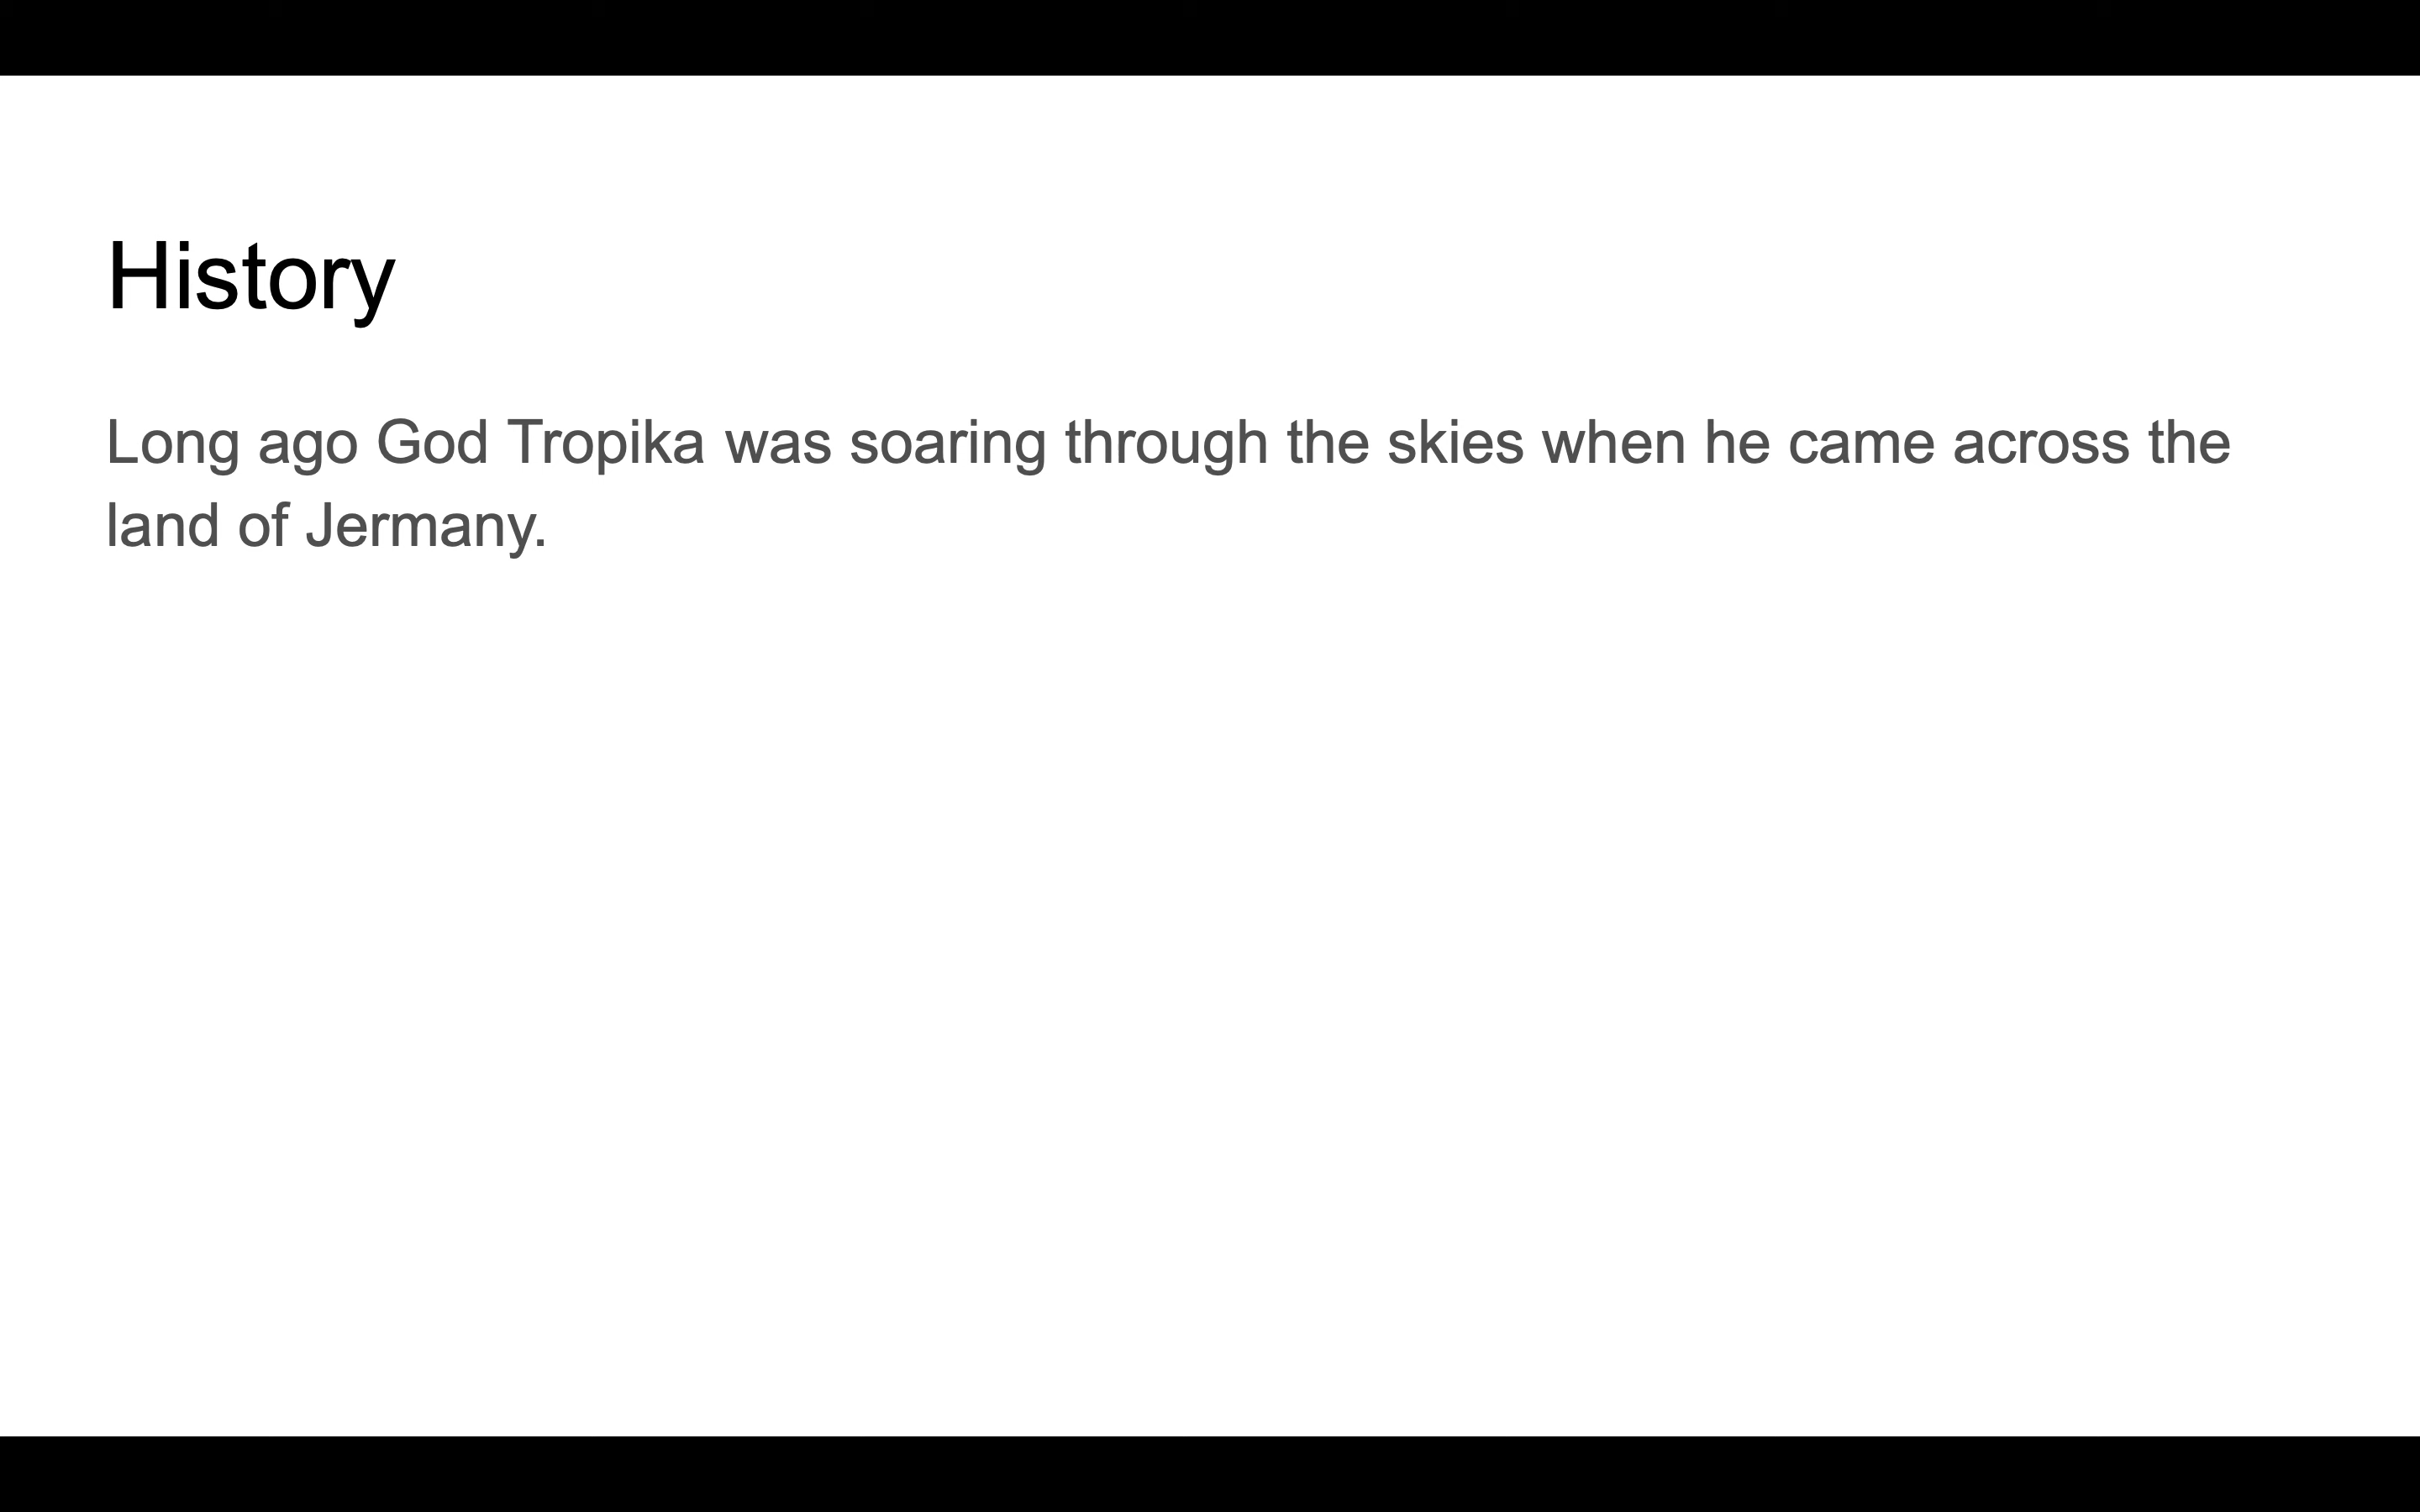 History
Long ago God Tropika was soaring through the skies when he came across the
land of Jermany.